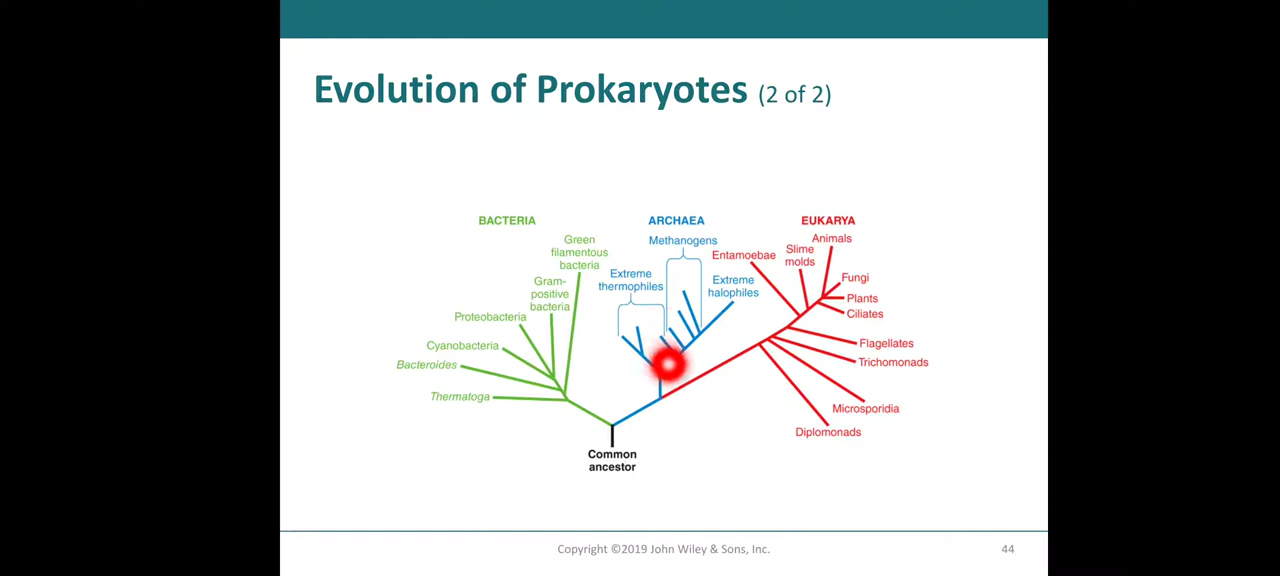 Evolution of Prokaryotes (2 of 2)
BACTERIA
ARCHAEA
EUKARYA
Green
filamentous
bacteria
Gram-
positive
bacteria
Proteobacteria
Cyanobacteria
Bacteroides
Thermatoga
Methanogens
Extreme
thermophiles
Extreme
halophiles
Entamoebae
Slime
molds
Animals
Fungi
Plants
Ciliates
Flagellates
Trichomonads
Microsporidia
Diplomonads
Common
ancestor
Copyright ©2019 John Wiley & Sons, Inc.
44